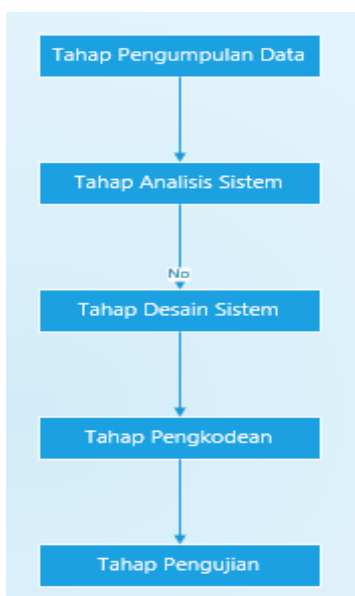 Tahap Pengumpulan Data
Tahap Analisis Sistem
No
Tahap Desain Sistem
Tahap Pengkodean
Tahap Pengujian